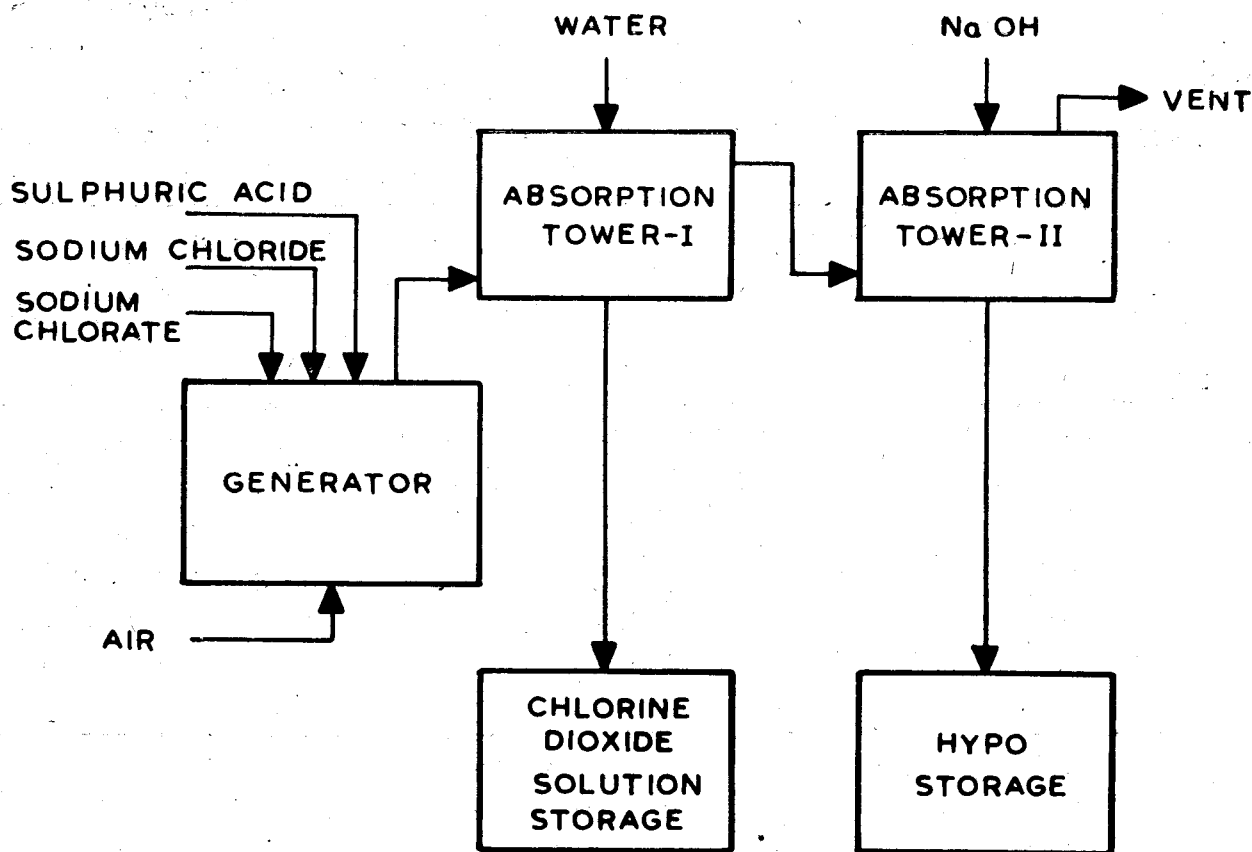 WATER
Na OH
VENT
SULPHURIC ACID
SODIUM CHLORIDE
SODIUM
CHLORATE
ABSORPTION
TOWER-I
ABSORPTION
TOWER-II
GENERATOR
AIR
CHLORINE
DIOXIDE
SOLUTION
STORAGE
HYPO
STORAGE